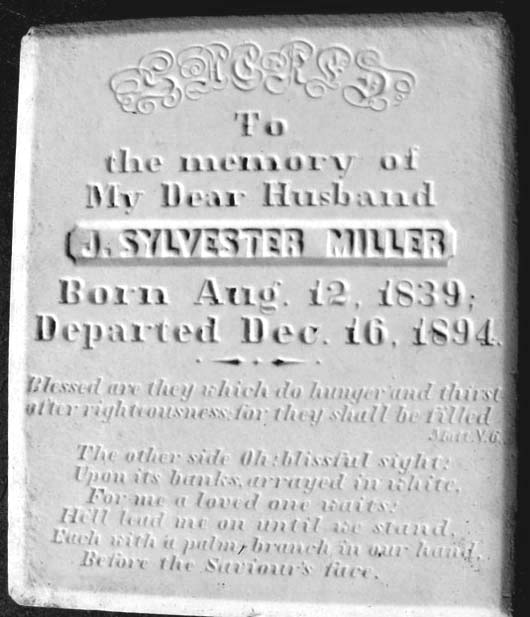 SACRED
To
the memory of
My Dear Husband
J. SYLVESTER MILLER
Born Aug. 12, 1839;
Departed Dec. 16, 1894.
Blessed are they which do hunger and thirst
after righteousness: for they shall be filled
Matt. V. 6.
The other side Oh! blissful sight!
Upon its banks, arrayed in white,
For me a loved one waits:
He'll lead me on until we stand,
Each with a palm, branch in our hand,
Before the Saviour's face.